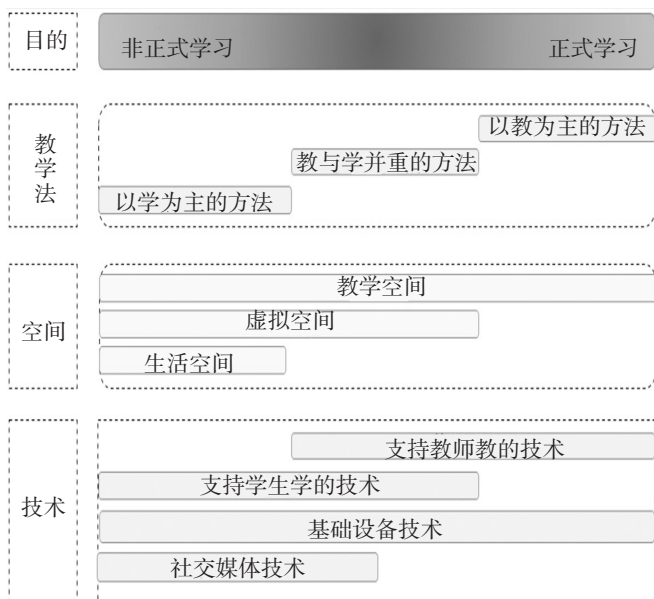 目的
非正式学习
正式学习
教学法
以教为主的方法
教与学并重的方法
以学为主的方法
空间
教学空间
虚拟空间
生活空间
技术
支持教师教的技术
支持学生学的技术
基础设备技术
社交媒体技术